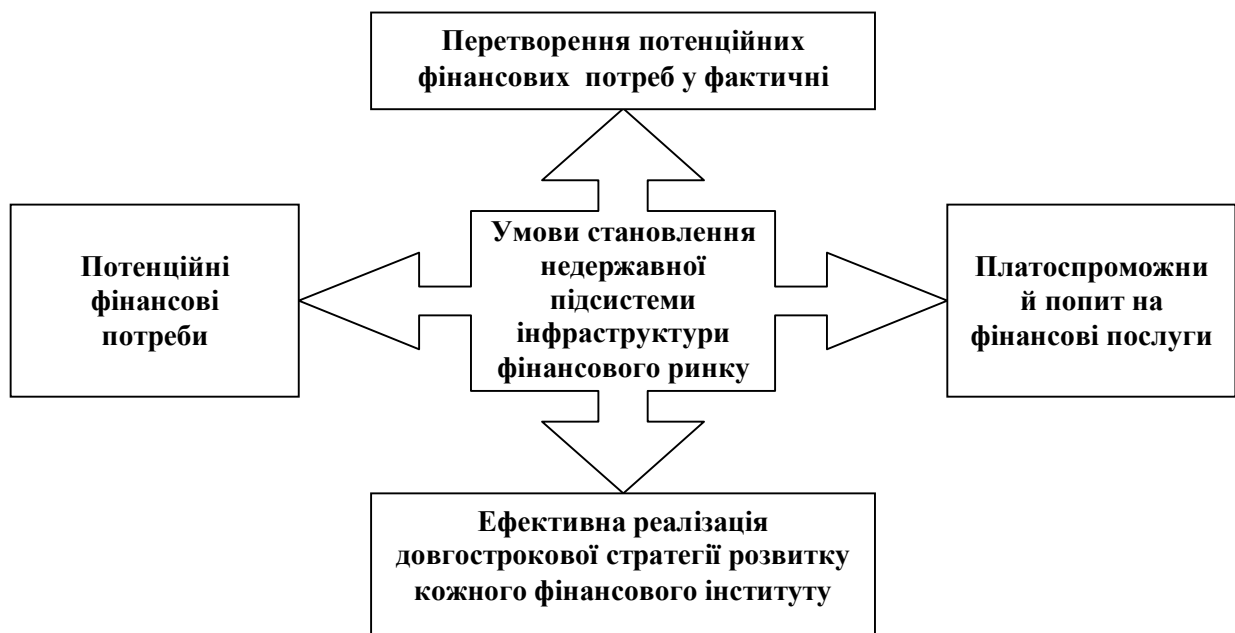 Перетворення потенційних
фінансових потреб у фактичні
Потенційні
фінансові
потреби
Умови становлення
недержавної
підсистеми
інфраструктури
фінансового ринку
Платоспроможни
й попит на
фінансові послуги
Ефективна реалізація
довгострокової стратегії розвитку
кожного фінансового інституту